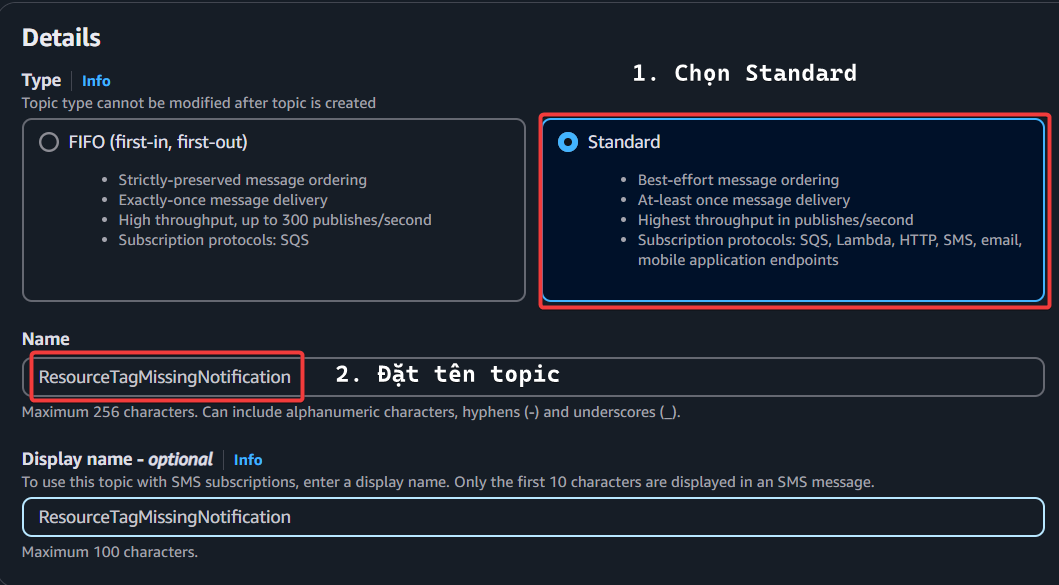 Details
1. Chọn Standard
Type Info
Topic type cannot be modified after topic is created
FIFO (first-in, first-out)
Strictly-preserved message ordering
Exactly-once message delivery
High throughput, up to 300 publishes/second
Subscription protocols: SQS
Standard
Best-effort message ordering
At-least once message delivery
Highest throughput in publishes/second
Subscription protocols: SQS, Lambda, HTTP, SMS, email,
mobile application endpoints
Name
ResourceTagMissingNotification
2. Đặt tên topic
Maximum 256 characters. Can include alphanumeric characters, hyphens (-) and underscores (_).
Display name - optional Info
To use this topic with SMS subscriptions, enter a display name. Only the first 10 characters are displayed in an SMS message.
ResourceTagMissingNotification
Maximum 100 characters.